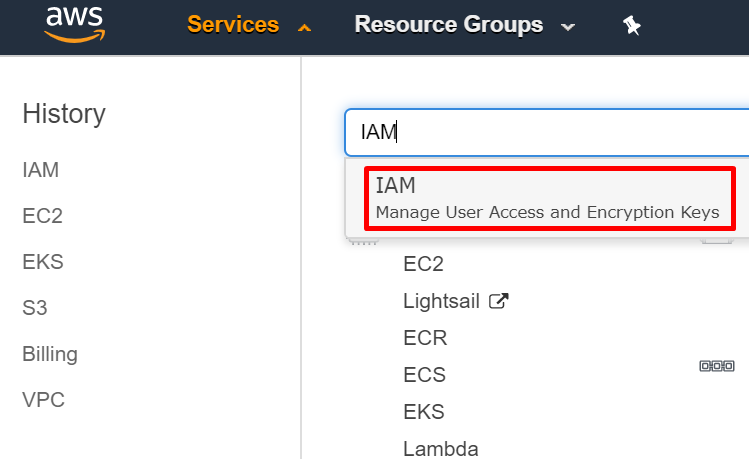 aws
Services
Resource Groups
History
IAM
EC2
EKS
S3
Billing
VPC
IAM
IAM
Manage User Access and Encryption Keys
EC2
Lightsail
ECR
ECS
EKS
Lambda